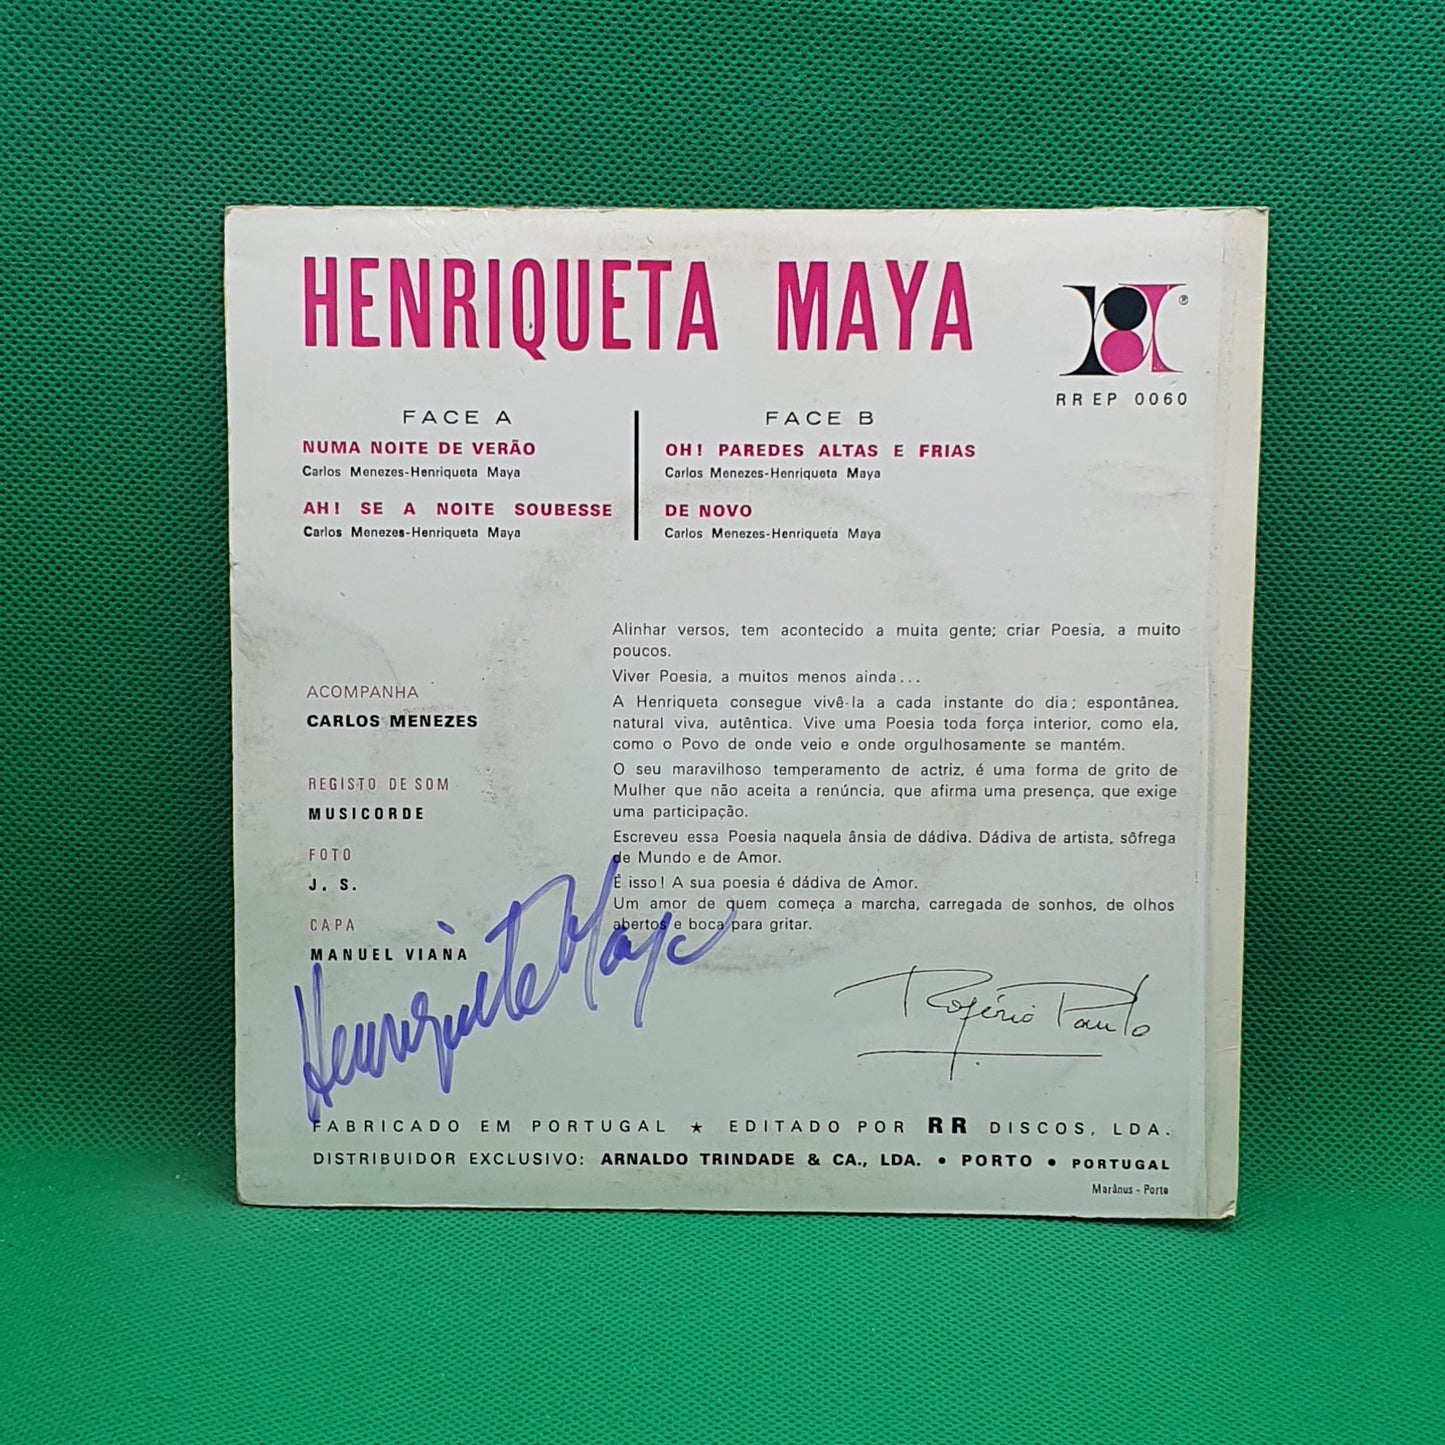 HENRIQUETA MAYA
®
RR EP 0060
FACE A
NUMA NOITE DE VERÃO
Carlos Menezes-Henriqueta Maya
AH! SE A NOITE SOUBESSE
Carlos Menezes-Henriqueta Maya
FACE B
OH! PAREDES ALTAS E FRIAS
Carlos Menezes-Henriqueta Maya
DE NOVO
Carlos Menezes-Henriqueta Maya
ACOMPANHA
CARLOS MENEZES
REGISTO DE SOM
MUSICORDE
FOTO
J. S.
CAPA
MANUEL VIANA
Alinhar versos, tem acontecido a muita gente; criar Poesia, a muito
poucos.
Viver Poesia, a muitos menos ainda...
A Henriqueta consegue vivê-la a cada instante do dia; espontânea,
natural viva, autêntica. Vive uma Poesia toda força interior, como ela,
como o Povo de onde veio e onde orgulhosamente se mantém.
O seu maravilhoso temperamento de actriz, é uma forma de grito de
Mulher que não aceita a renúncia, que afirma uma presença, que exige
uma participação.
Escreveu essa Poesia naquela ânsia de dádiva. Dádiva de artista, sôfrega
de Mundo e de Amor.
É isso! A sua poesia é dádiva de Amor.
Um amor de quem começa a marcha, carregada de sonhos, de olhos
abertos e boca para gritar.
Henriqueta Maya
Rogério Paulo
FABRICADO EM PORTUGAL ★ EDITADO POR RR DISCOS, LDA.
DISTRIBUIDOR EXCLUSIVO: ARNALDO TRINDADE & CA., LDA. • PORTO • PORTUGAL
Marânus - Porto